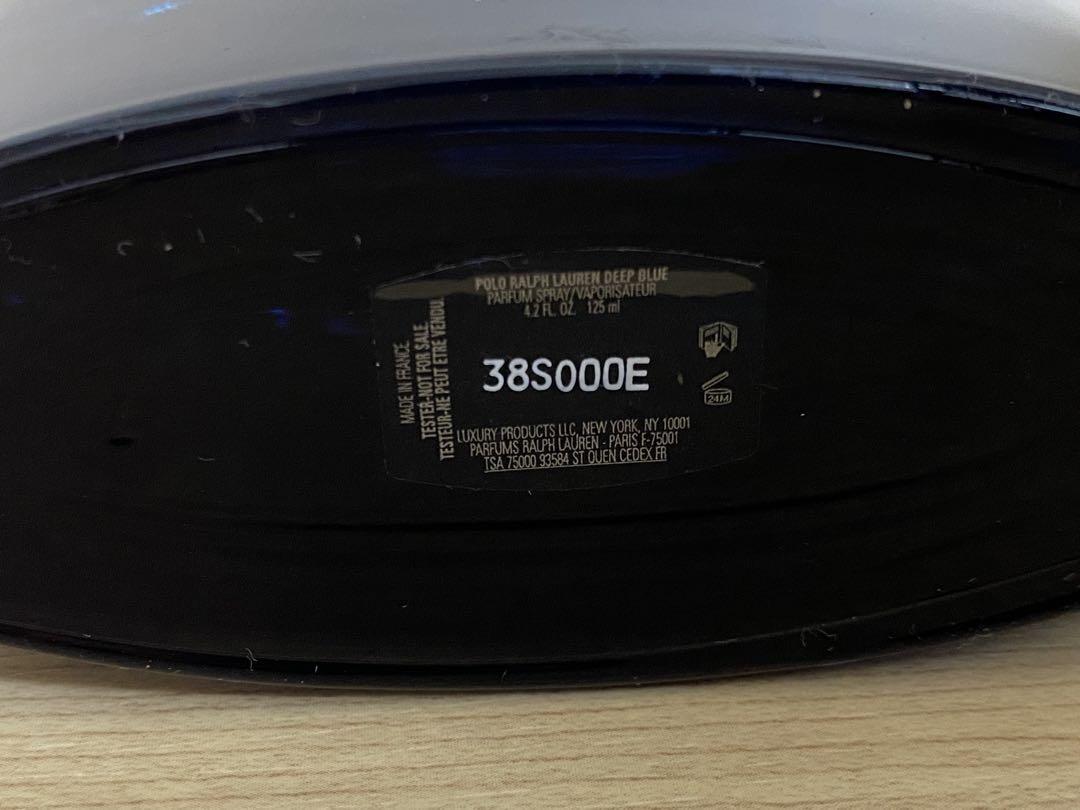 POLO RALPH LAUREN DEEP BLUE
PARFUM SPRAY/VAPORISATEUR
4.2 FL. OZ. 125 ml
MADE IN FRANCE
TESTER-NOT FOR SALE
TESTEUR-NE PEUT ETRE VENDU
38S000E
24M
LUXURY PRODUCTS LLC, NEW YORK, NY 10001
PARFUMS RALPH LAUREN - PARIS F-75001
TSA 75000 93584 ST OUEN CEDEX FR